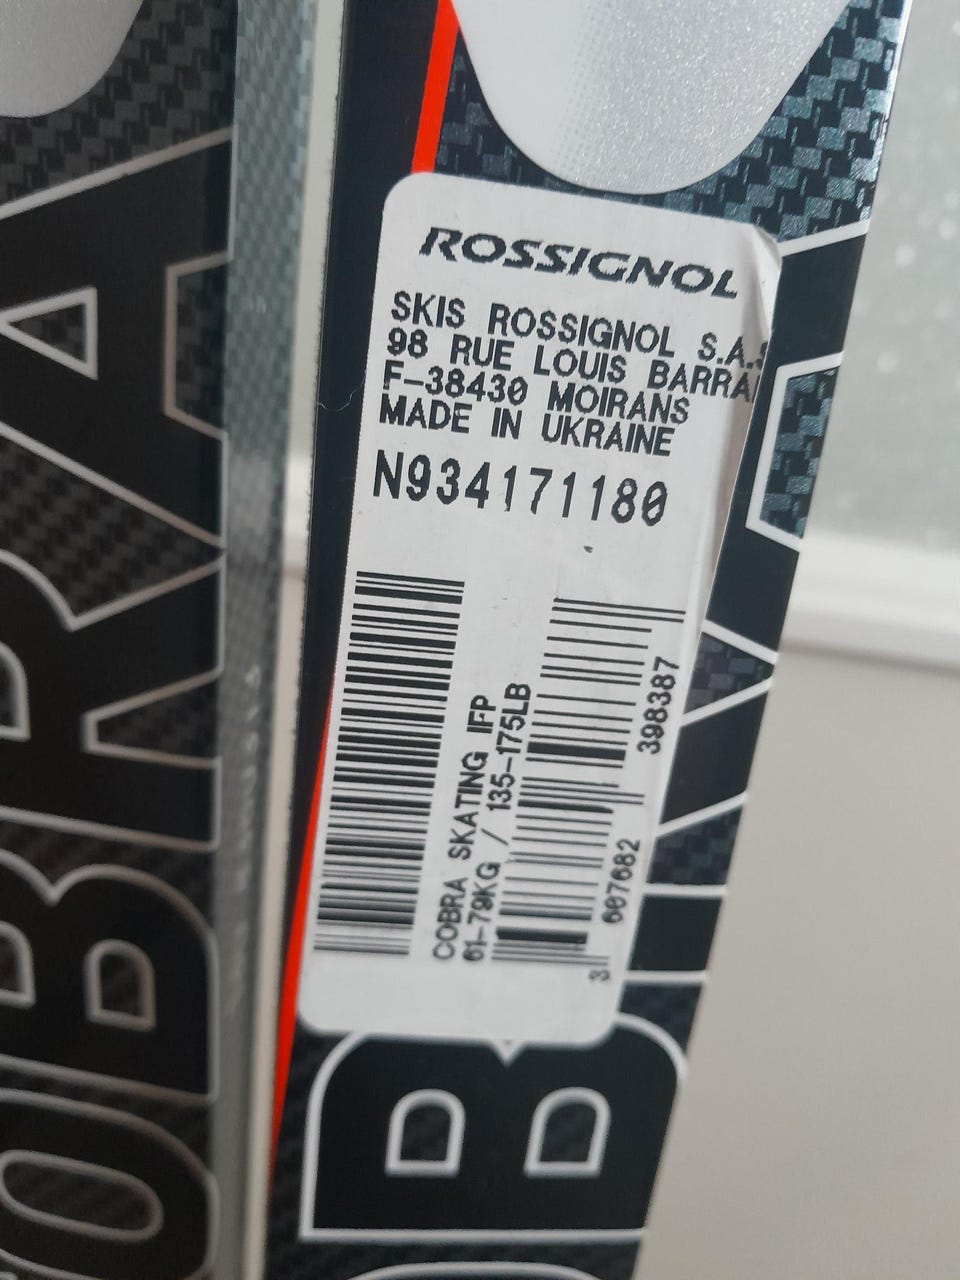 ROSSIGNOL
SKIS ROSSIGNOL S.A.S
98 RUE LOUIS
F-38430 MOIRANS
MADE IN UKRAINE
N934171180
COBRA SKATING IFP
61-79KG / 135-175LB
3 607682 398387
OBRA